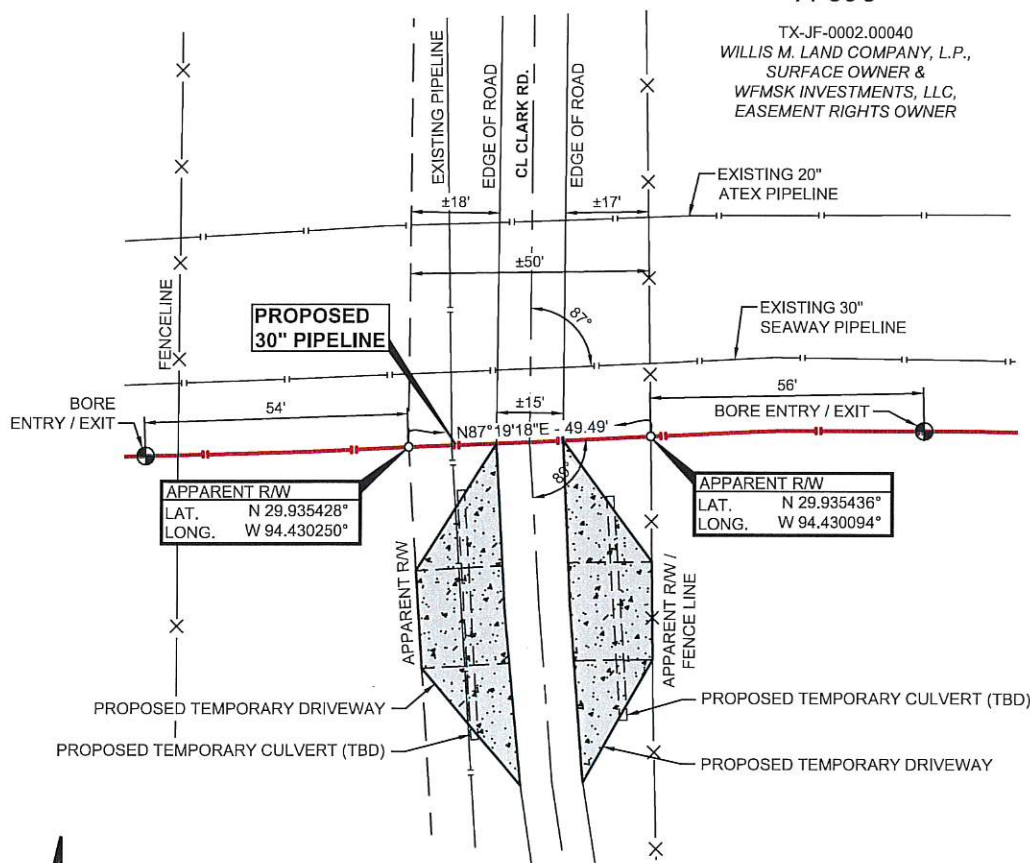 TX-JF-0002.00040
WILLIS M. LAND COMPANY, L.P.,
SURFACE OWNER &
WFMSK INVESTMENTS, LLC,
EASEMENT RIGHTS OWNER
EXISTING PIPELINE
EDGE OF ROAD
CL CLARK RD.
EDGE OF ROAD
EXISTING 20"
ATEX PIPELINE
±18'
±17'
±50'
FENCELINE
PROPOSED
30" PIPELINE
87°
EXISTING 30"
SEAWAY PIPELINE
BORE
ENTRY / EXIT
54'
±15'
56'
BORE ENTRY / EXIT
N87°19'18"E - 49.49'
89°
APPARENT R/W
LAT. N 29.935428°
LONG. W 94.430250°
APPARENT R/W
LAT. N 29.935436°
LONG. W 94.430094°
APPARENT R/W
APPARENT R/W /
FENCE LINE
PROPOSED TEMPORARY DRIVEWAY
PROPOSED TEMPORARY CULVERT (TBD)
PROPOSED TEMPORARY CULVERT (TBD)
PROPOSED TEMPORARY DRIVEWAY